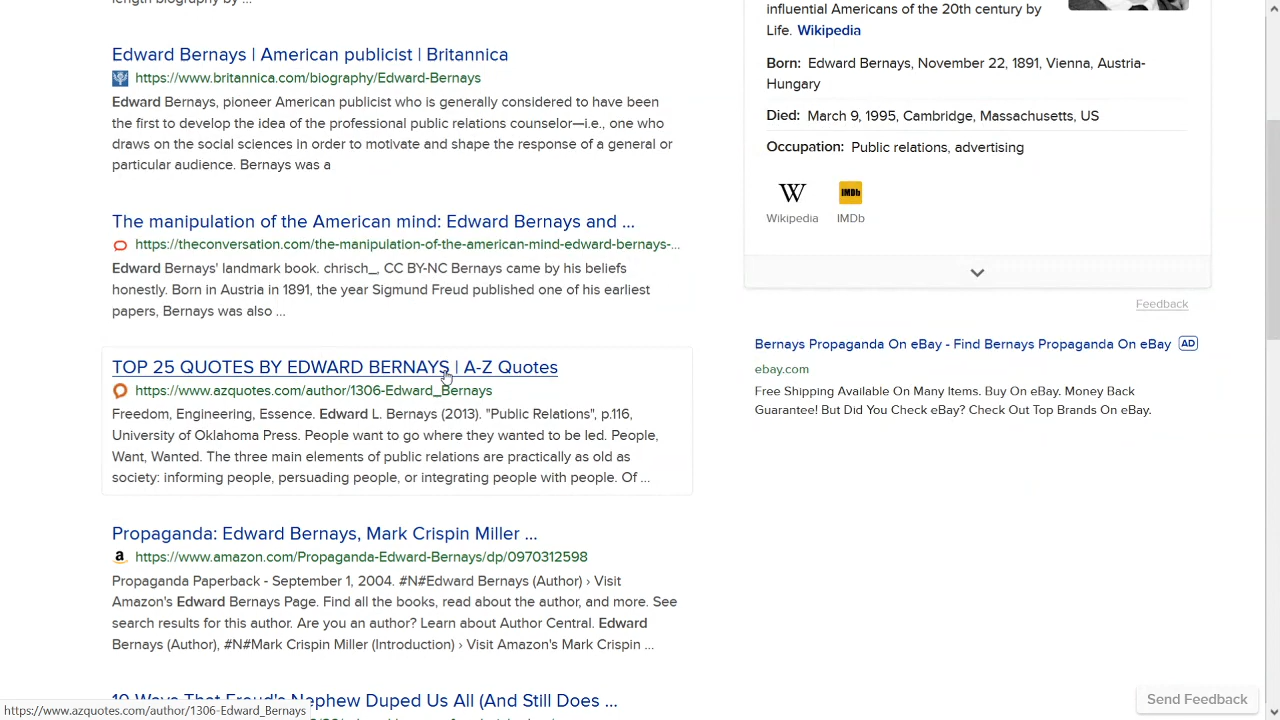 length biography by ...
Edward Bernays | American publicist | Britannica
https://www.britannica.com/biography/Edward-Bernays
Edward Bernays, pioneer American publicist who is generally considered to have been
the first to develop the idea of the professional public relations counselor—i.e., one who
draws on the social sciences in order to motivate and shape the response of a general or
particular audience. Bernays was a
The manipulation of the American mind: Edward Bernays and ...
https://theconversation.com/the-manipulation-of-the-american-mind-edward-bernays-...
Edward Bernays' landmark book. chrisch_, CC BY-NC Bernays came by his beliefs
honestly. Born in Austria in 1891, the year Sigmund Freud published one of his earliest
papers, Bernays was also ...
TOP 25 QUOTES BY EDWARD BERNAYS | A-Z Quotes
https://www.azquotes.com/author/1306-Edward_Bernays
Freedom, Engineering, Essence. Edward L. Bernays (2013). "Public Relations", p.116,
University of Oklahoma Press. People want to go where they wanted to be led. People,
Want, Wanted. The three main elements of public relations are practically as old as
society: informing people, persuading people, or integrating people with people. Of ...
Propaganda: Edward Bernays, Mark Crispin Miller ...
a
https://www.amazon.com/Propaganda-Edward-Bernays/dp/0970312598
Propaganda Paperback - September 1, 2004. #N#Edward Bernays (Author) › Visit
Amazon's Edward Bernays Page. Find all the books, read about the author, and more. See
search results for this author. Are you an author? Learn about Author Central. Edward
Bernays (Author), #N#Mark Crispin Miller (Introduction) › Visit Amazon's Mark Crispin ...
10 Ways That Freud's Nephew Duped Us All (And Still Does ...
https://www.azquotes.com/author/1306-Edward_Bernays
influential Americans of the 20th century by
Life. Wikipedia
Born: Edward Bernays, November 22, 1891, Vienna, Austria-
Hungary
Died: March 9, 1995, Cambridge, Massachusetts, US
Occupation: Public relations, advertising
W
IMDb
Wikipedia
IMDb
Feedback
Bernays Propaganda On eBay - Find Bernays Propaganda On eBay AD
ebay.com
Free Shipping Available On Many Items. Buy On eBay. Money Back
Guarantee! But Did You Check eBay? Check Out Top Brands On eBay.
Send Feedback